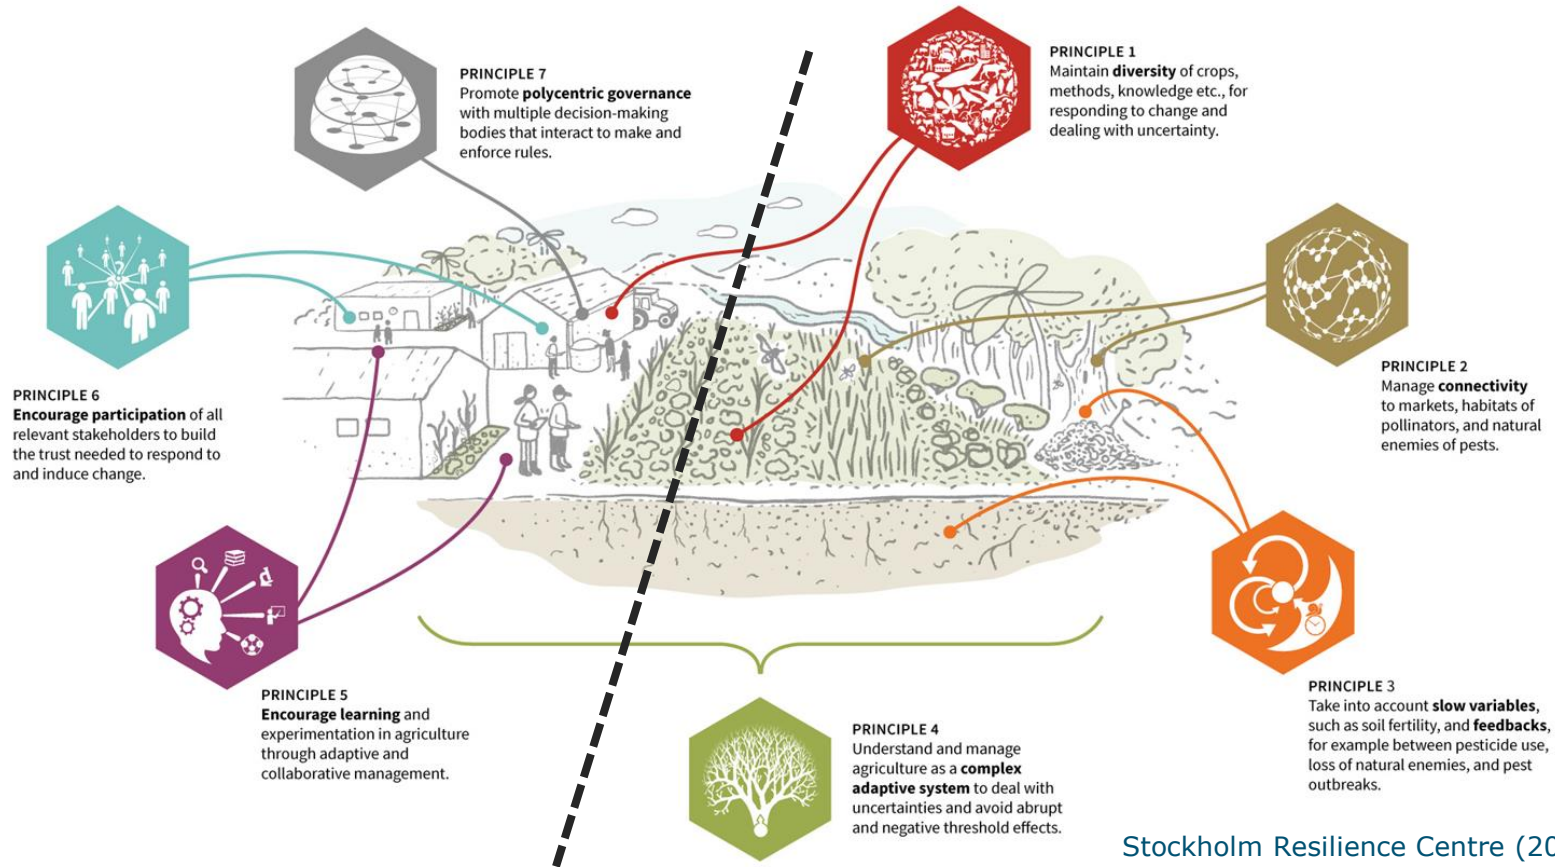 PRINCIPLE 7
Promote polycentric governance
with multiple decision-making
bodies that interact to make and
enforce rules.
PRINCIPLE 1
Maintain diversity of crops,
methods, knowledge etc., for
responding to change and
dealing with uncertainty.
PRINCIPLE 2
Manage connectivity
to markets, habitats of
pollinators, and natural
enemies of pests.
PRINCIPLE 6
Encourage participation of all
relevant stakeholders to build
the trust needed to respond to
and induce change.
?
PRINCIPLE 5
Encourage learning and
experimentation in agriculture
through adaptive and
collaborative management.
PRINCIPLE 4
Understand and manage
agriculture as a complex
adaptive system to deal with
uncertainties and avoid abrupt
and negative threshold effects.
PRINCIPLE 3
Take into account slow variables,
such as soil fertility, and feedbacks,
for example between pesticide use,
loss of natural enemies, and pest
outbreaks.
Stockholm Resilience Centre